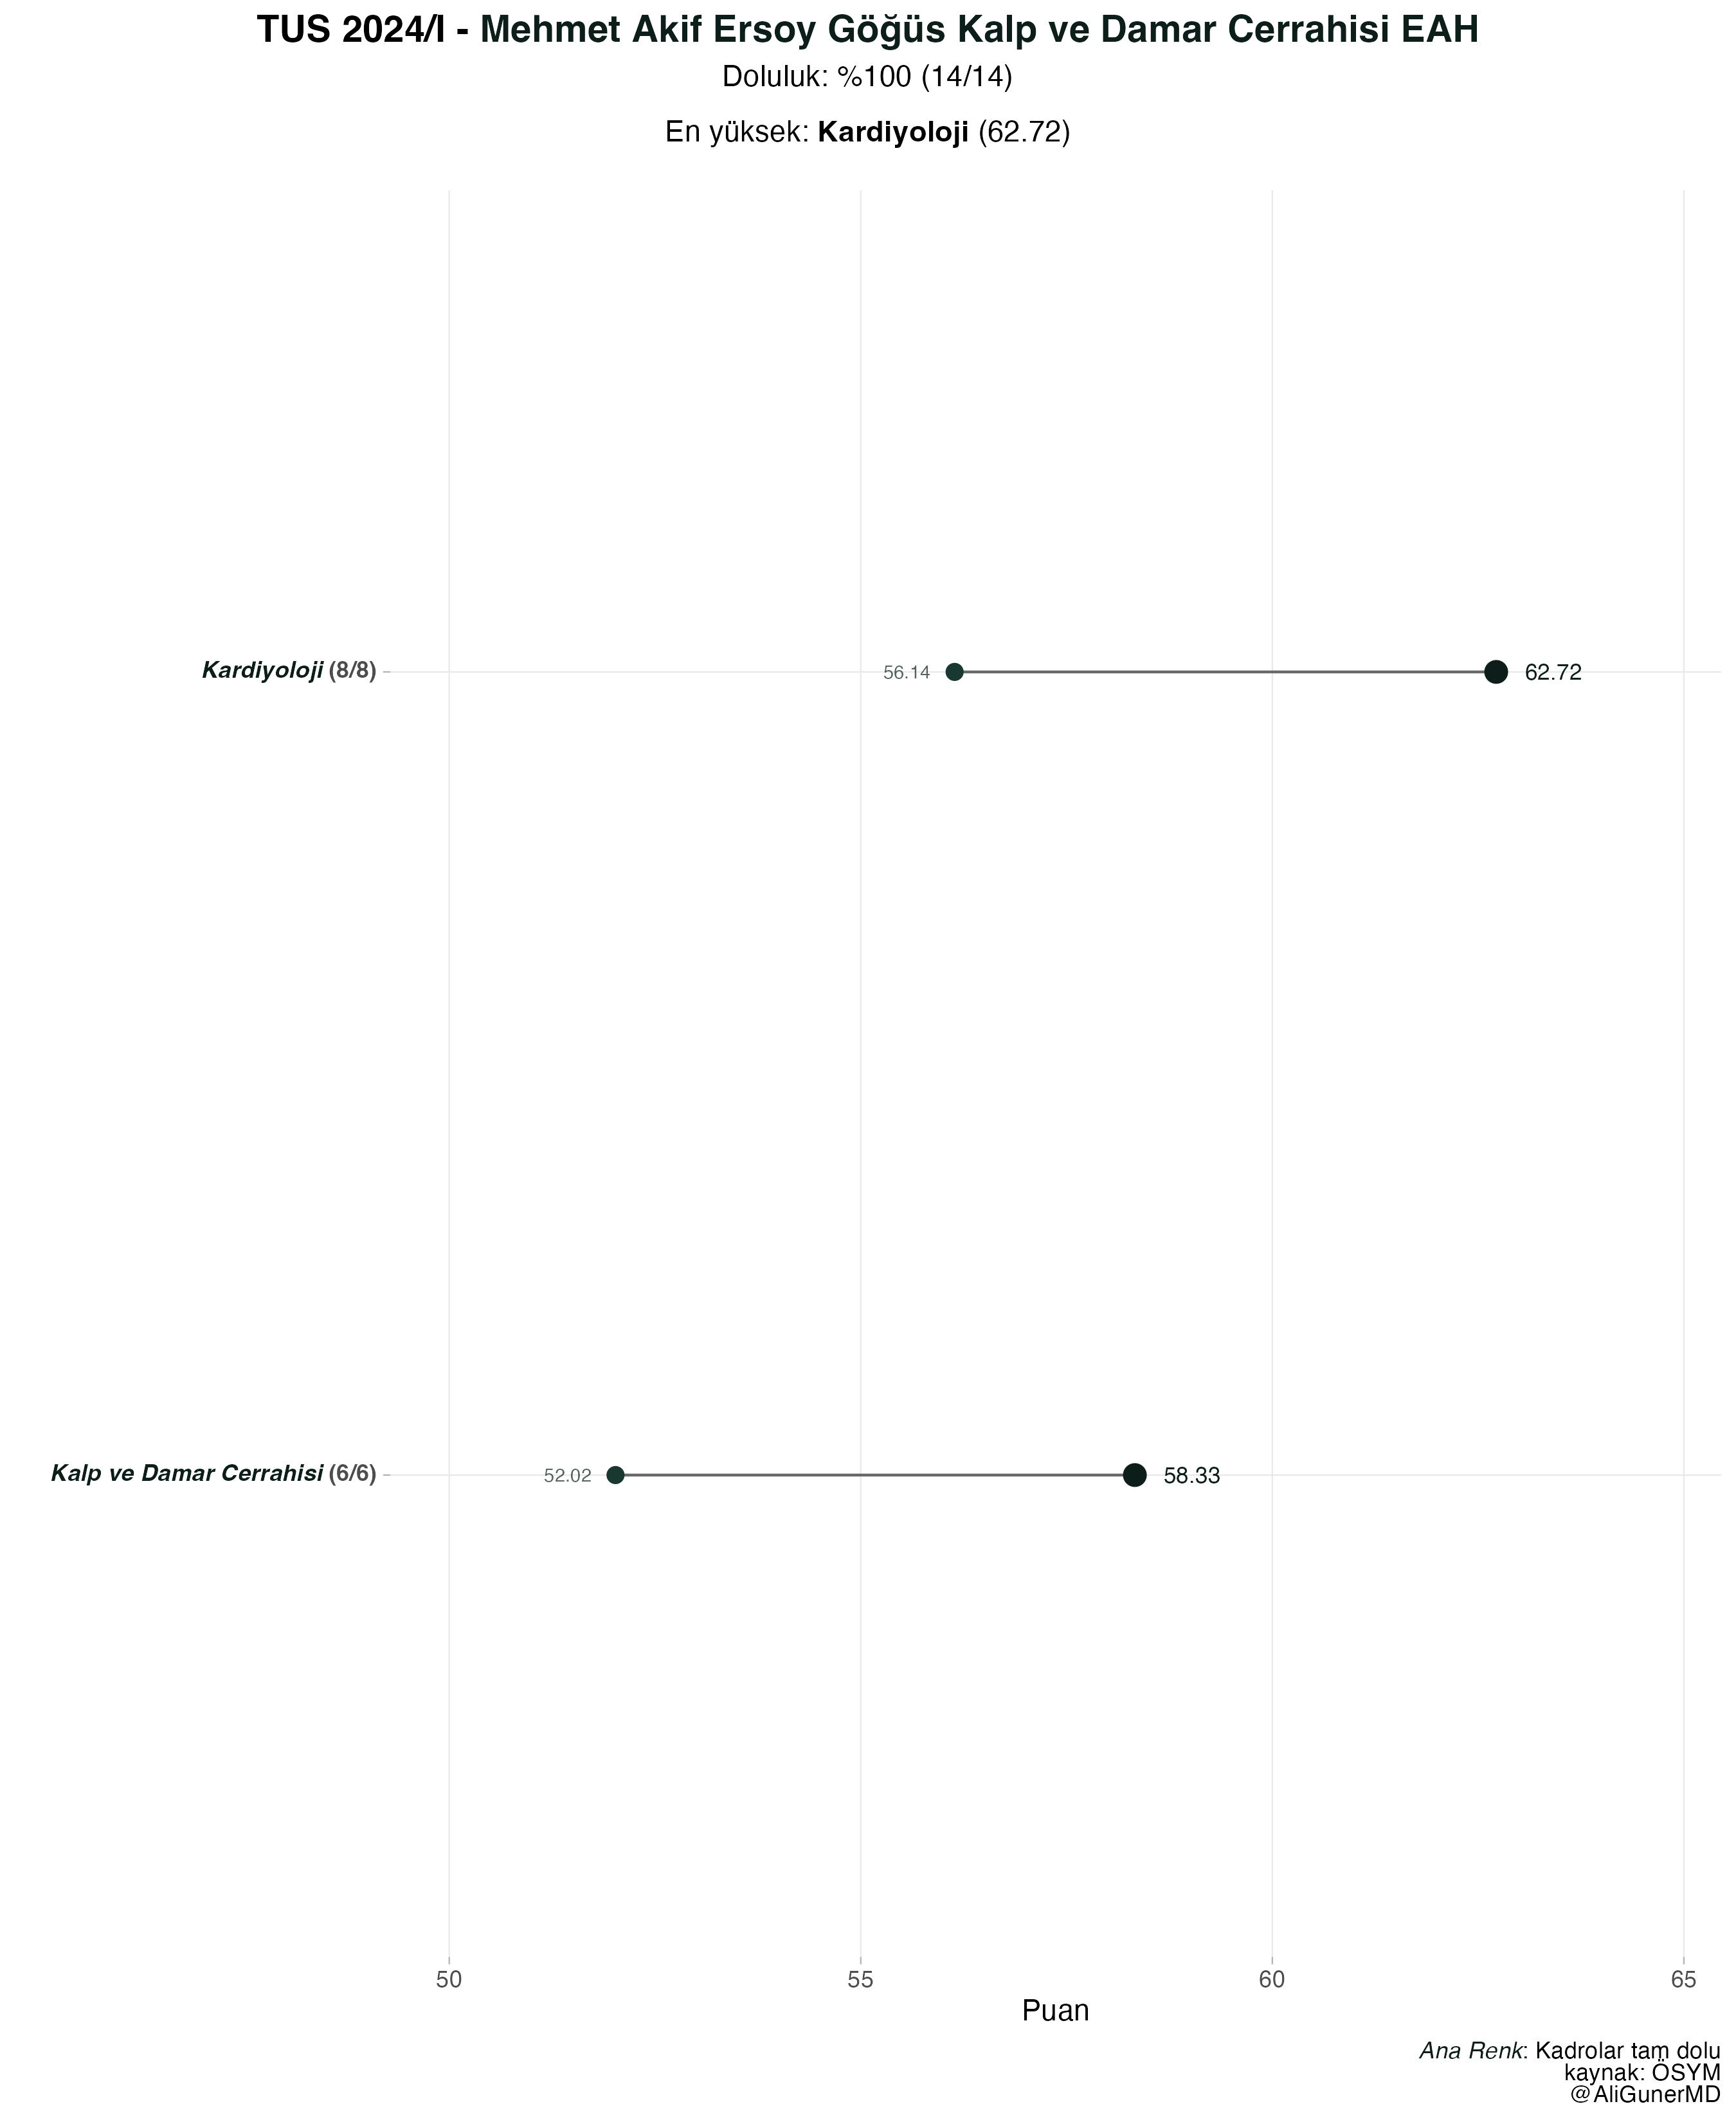 TUS 2024/I - Mehmet Akif Ersoy Göğüs Kalp ve Damar Cerrahisi EAH
Doluluk: %100 (14/14)
En yüksek: Kardiyoloji (62.72)
Kardiyoloji (8/8)
56.14
62.72
Kalp ve Damar Cerrahisi (6/6)
52.02
58.33
50
55
60
65
Puan
Ana Renk: Kadrolar tam dolu
kaynak: ÖSYM
@AliGunerMD